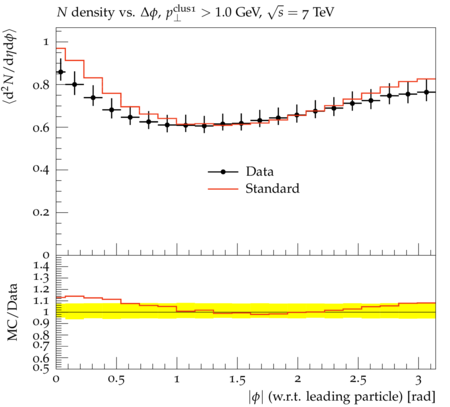 N density vs. Δϕ, p⊥^clus1 > 1.0 GeV, √s = 7 TeV
⟨d²N/dηdϕ⟩
1
0.8
0.6
0.4
0.2
0
Data
Standard
MC/Data
1.4
1.3
1.2
1.1
1
0.9
0.8
0.7
0.6
0.5
0 0.5 1 1.5 2 2.5 3
|ϕ| (w.r.t. leading particle) [rad]